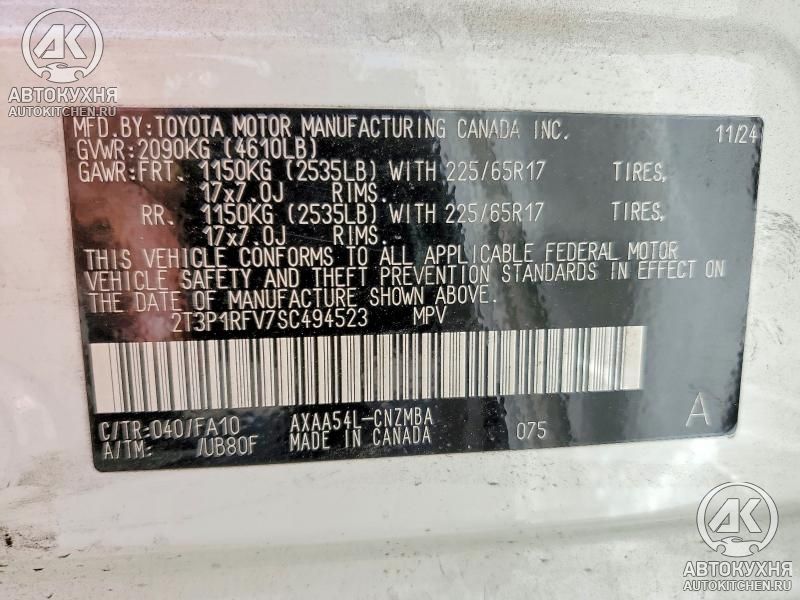 AK
АВТОКУХНЯ
AUTOKITCHEN.RU
MFD.BY:TOYOTA MOTOR MANUFACTURING CANADA INC. 11/24
GVWR:2090KG (4610LB)
GAWR:FRT. 1150KG (2535LB) WITH 225/65R17 TIRES,
17x7.0J RIMS.
RR. 1150KG (2535LB) WITH 225/65R17 TIRES,
17x7.0J RIMS.
THIS VEHICLE CONFORMS TO ALL APPLICABLE FEDERAL MOTOR
VEHICLE SAFETY AND THEFT PREVENTION STANDARDS IN EFFECT ON
THE DATE OF MANUFACTURE SHOWN ABOVE.
2T3P1RFV7SC494523 MPV
C/TR:040/FA10 AXAA54L-CNZMBA 075 A
A/TM: /UB80F MADE IN CANADA
AK
АВТОКУХНЯ
AUTOKITCHEN.RU